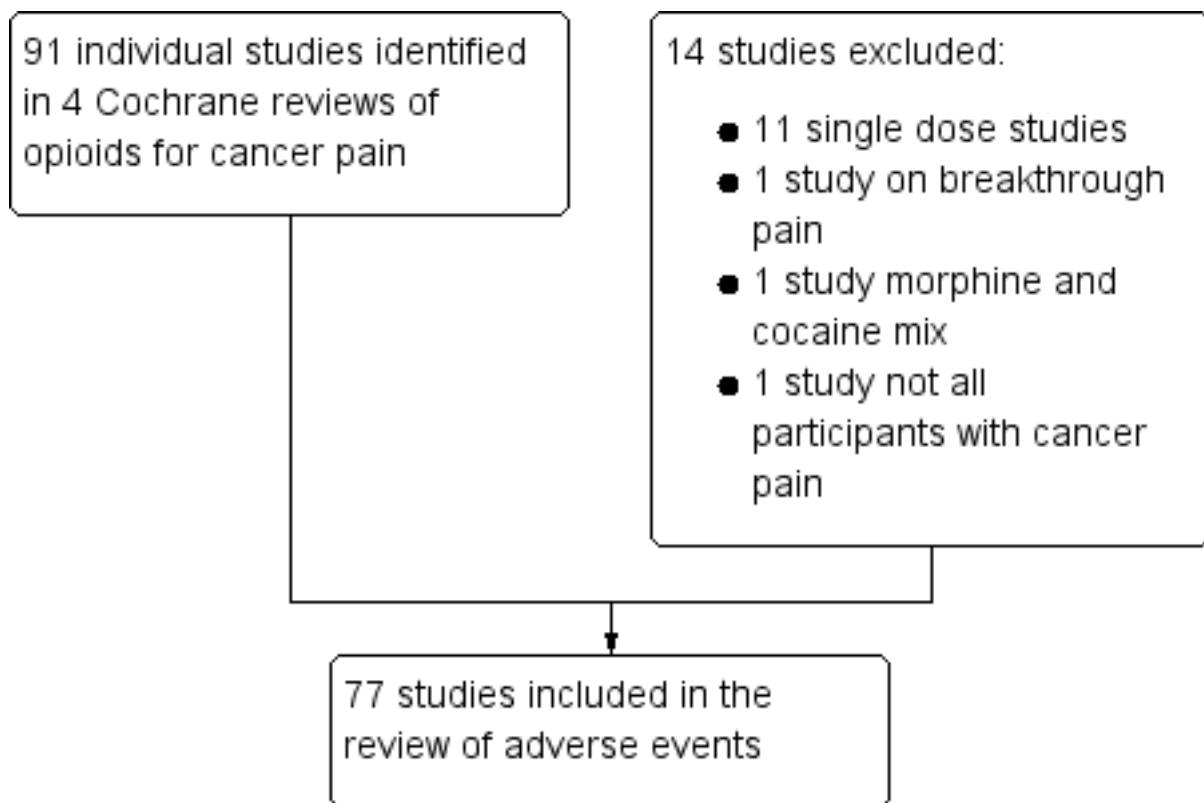 91 individual studies identified
in 4 Cochrane reviews of
opioids for cancer pain
14 studies excluded:
● 11 single dose studies
● 1 study on breakthrough
pain
● 1 study morphine and
cocaine mix
● 1 study not all
participants with cancer
pain
77 studies included in the
review of adverse events